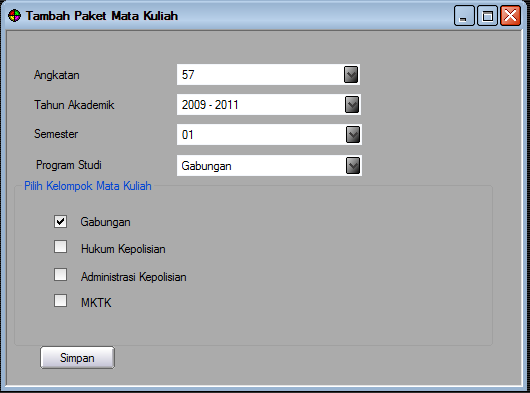 Tambah Paket Mata Kuliah
Angkatan 57
Tahun Akademik 2009 - 2011
Semester 01
Program Studi Gabungan
Pilih Kelompok Mata Kuliah
Gabungan
Hukum Kepolisian
Administrasi Kepolisian
MKTK
Simpan